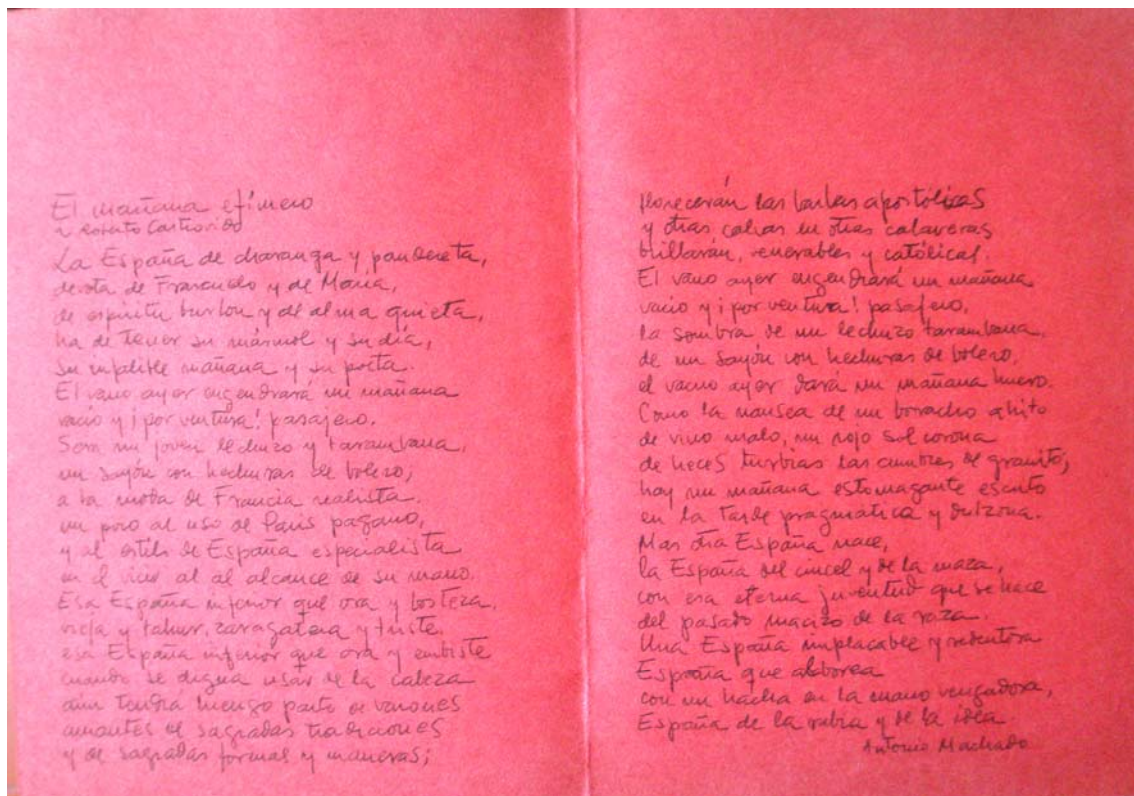 El mañana efímero
a Roberto Castrovido
La España de charanga y pandereta,
devota de Frascuelo y de María,
de espíritu burlón y de alma quieta,
ha de tener su mármol y su día,
su infalible mañana y su poeta.
El vano ayer engendrará un mañana
vacío y ¡por ventura! pasajero.
Sera un joven lechuzo y tarambana,
un sayón con hechuras de bolero;
a la moda de Francia realista.
un poco al uso de París pagano,
y al estilo de España especialista
en el vicio al al alcance de su mano.
Esa España inferior que ora y bosteza,
vieja y tahur, zaragatera y triste.
esa España inferior que ora y embiste
cuando se digna usar de la cabeza
aún tendrá luengo parto de varones
amantes de sagradas tradiciones
y de sagradas formas y maneras;
florecerán las barbas apostólicas
y otras calvas en otras calaveras
brillarán, venerables y católicas.
El vano ayer engendrará un mañana
vacío y ¡por ventura! pasajero,
la sombra de un lechuzo tarambana.
de un sayón con hechuras de bolero,
el vacuo ayer dará un mañana huero.
Como la nausea de un borracho ahíto
de vino malo, un rojo sol corona
de heces turbias las cumbres de granito;
hay un mañana estomagante escrito
en la tarde pragmática y dulzona.
Mas otra España nace,
la España del cincel y de la maza,
con esa eterna juventud que se hace
del pasado macizo de la raza.
Una España implacable y redentora
España que alborea
con un hacha en la mano vengadora,
España de la rabia y de la idea.
Antonio Machado